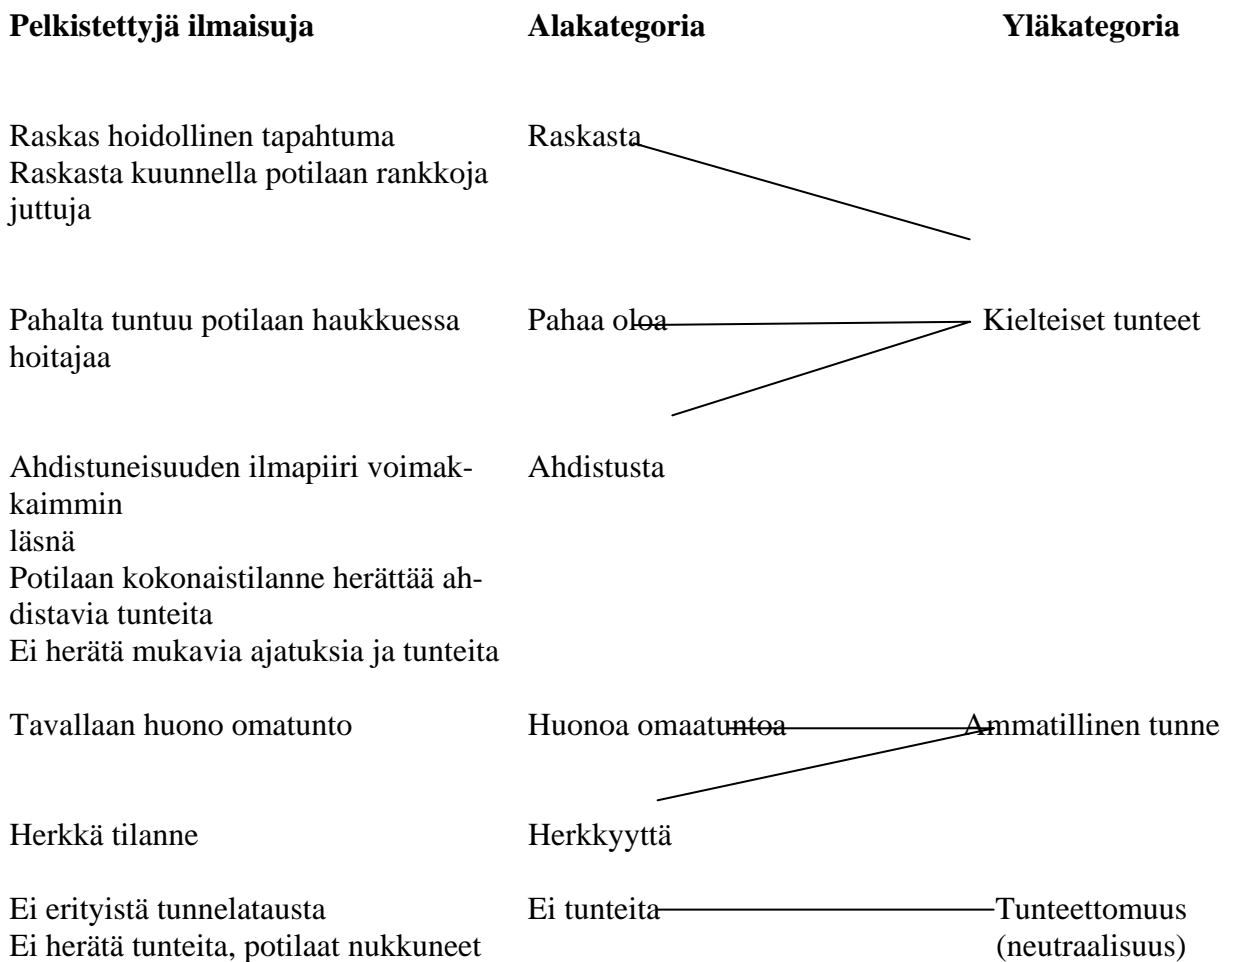 Pelkistettyjä ilmaisuja Alakategoria Yläkategoria
Raskas hoidollinen tapahtuma Raskasta
Raskasta kuunnella potilaan rankkoja
juttuja
Pahalta tuntuu potilaan haukkuessa Pahaa oloa Kielteiset tunteet
hoitajaa
Ahdistuneisuuden ilmapiiri voimak- Ahdistusta
kaimmin
läsnä
Potilaan kokonaistilanne herättää ah-
distavia tunteita
Ei herätä mukavia ajatuksia ja tunteita
Tavallaan huono omatunto Huonoa omaatuntoa Ammatillinen tunne
Herkkä tilanne Herkkyyttä
Ei erityistä tunnelatausta Ei tunteita Tunteettomuus
Ei herätä tunteita, potilaat nukkuneet (neutraalisuus)